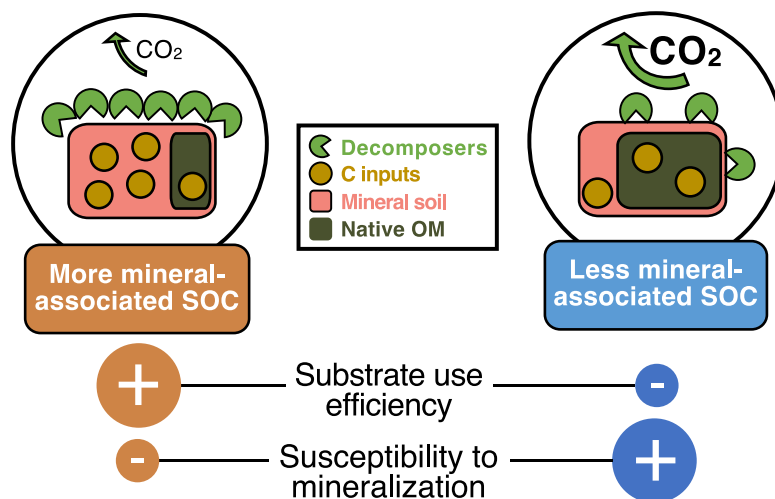 CO₂
CO₂
Decomposers
C inputs
Mineral soil
Native OM
More mineral-
associated SOC
Less mineral-
associated SOC
+
Substrate use
efficiency
-
-
Susceptibility to
mineralization
+